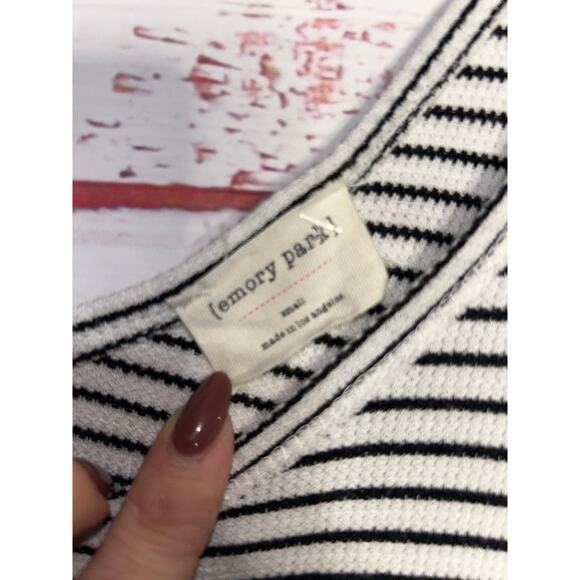 [emory park]
small
made in los angeles